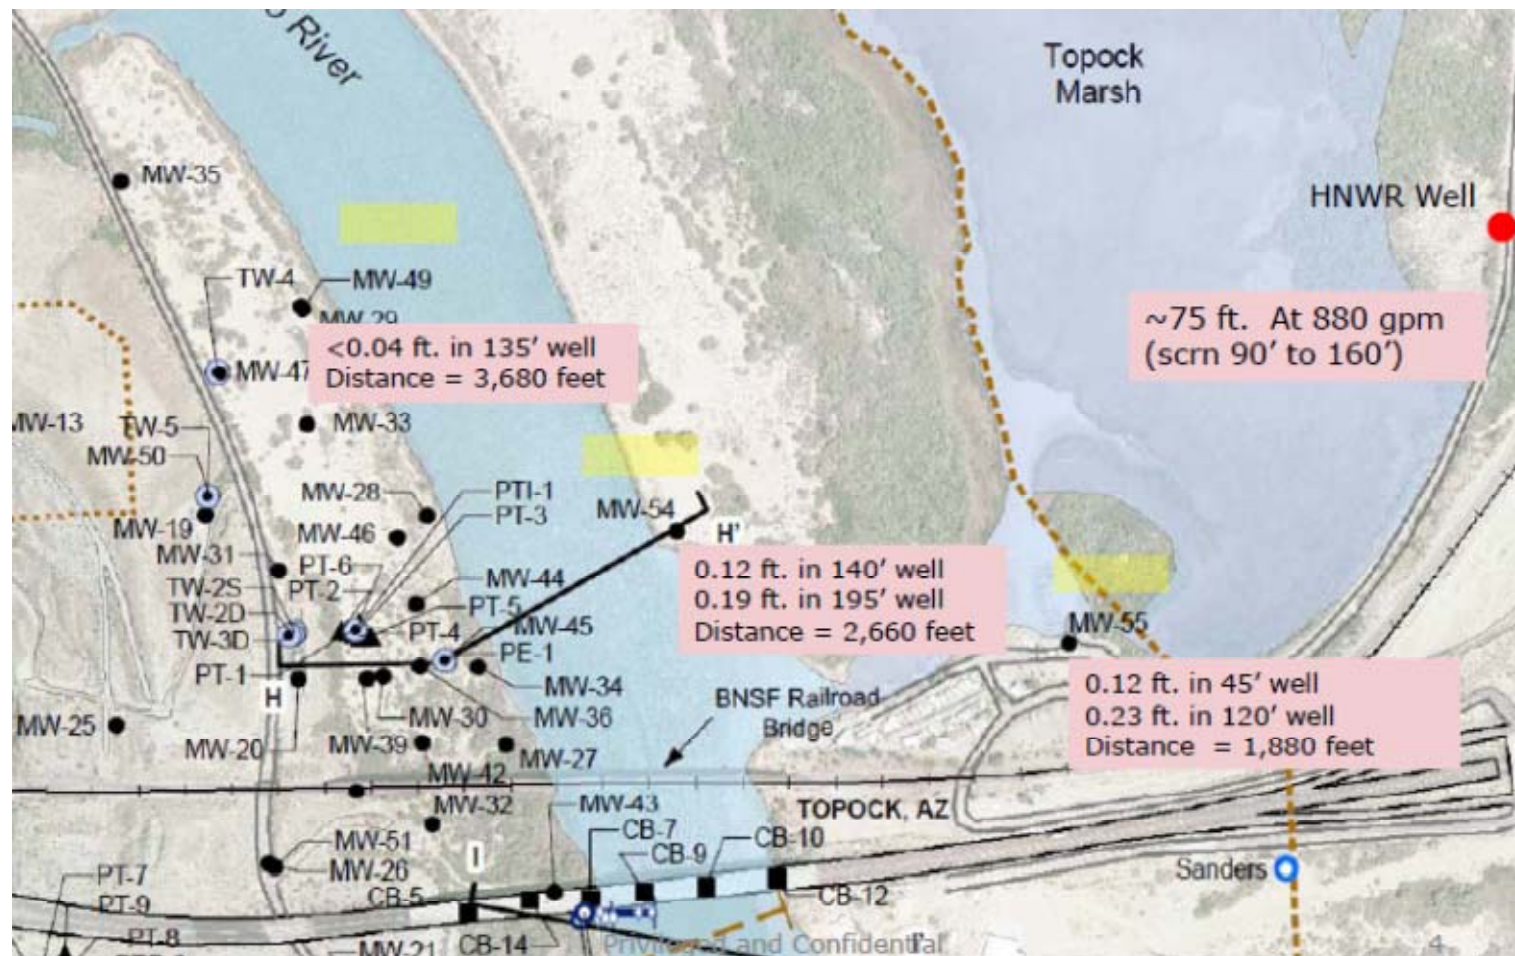 River
Topock
Marsh
MW-35
HNWR Well
TW-4
MW-49
MW-29
~75 ft. At 880 gpm
(scrn 90' to 160')
<0.04 ft. in 135' well
Distance = 3,680 feet
MW-47
MW-33
MW-13
TW-5
MW-50
MW-28
PTI-1
PT-3
MW-54
MW-19
MW-46
H'
MW-31
PT-6
TW-2S
PT-2
MW-44
TW-2D
PT-5
0.12 ft. in 140' well
0.19 ft. in 195' well
Distance = 2,660 feet
MW-55
TW-3D
PT-4
MW-45
PE-1
PT-1
H
MW-34
MW-30
MW-36
BNSF Railroad
Bridge
0.12 ft. in 45' well
0.23 ft. in 120' well
Distance = 1,880 feet
MW-25
MW-20
MW-39
MW-27
MW-42
MW-32
MW-43
TOPOCK, AZ
MW-51
I
CB-7
CB-10
MW-26
CB-9
Sanders
PT-7
CB-5
CB-12
PT-9
PT-8
MW-21
CB-14
Privileged and Confidential
4